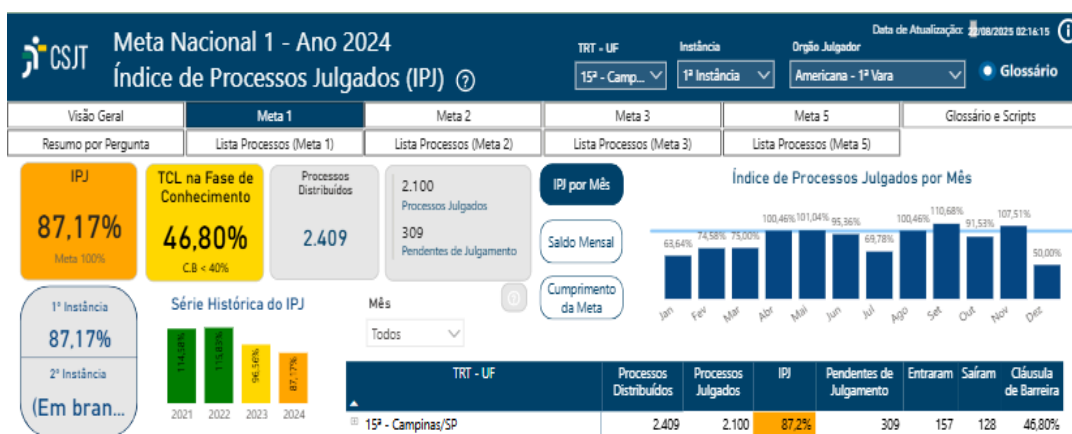 CSJT
Meta Nacional 1 - Ano 2024
Índice de Processos Julgados (IPJ)
Data de Atualização: /08/2025 02:16:15
TRT - UF
Instância
Orgão Julgador
15ª - Camp...
1ª Instância
Americana - 1ª Vara
Glossário
Visão Geral
Meta 1
Meta 2
Meta 3
Meta 5
Glossário e Scripts
Resumo por Pergunta
Lista Processos (Meta 1)
Lista Processos (Meta 2)
Lista Processos (Meta 3)
Lista Processos (Meta 5)
IPJ
87,17%
Meta 100%
TCL na Fase de
Conhecimento
46,80%
C.B < 40%
Processos
Distribuídos
2.409
2.100
Processos Julgados
309
Pendentes de Julgamento
IPJ por Mês
Saldo Mensal
Cumprimento
da Meta
Índice de Processos Julgados por Mês
63,64%
74,58%
75,00%
100,46%
101,04%
95,36%
69,78%
100,46%
110,68%
91,53%
107,51%
50,00%
Jan
Fev
Mar
Abr
Mai
Jun
Jul
Ago
Set
Out
Nov
Dez
1ª Instância
87,17%
2ª Instância
(Em bran...
Série Histórica do IPJ
114,58%
115,83%
96,56%
87,17%
2021
2022
2023
2024
Mês
Todos
TRT - UF
Processos
Distribuídos
Processos
Julgados
IPJ
Pendentes de
Julgamento
Entraram
Saíram
Cláusula
de Barreira
15ª - Campinas/SP
2.409
2.100
87,2%
309
157
128
46,80%